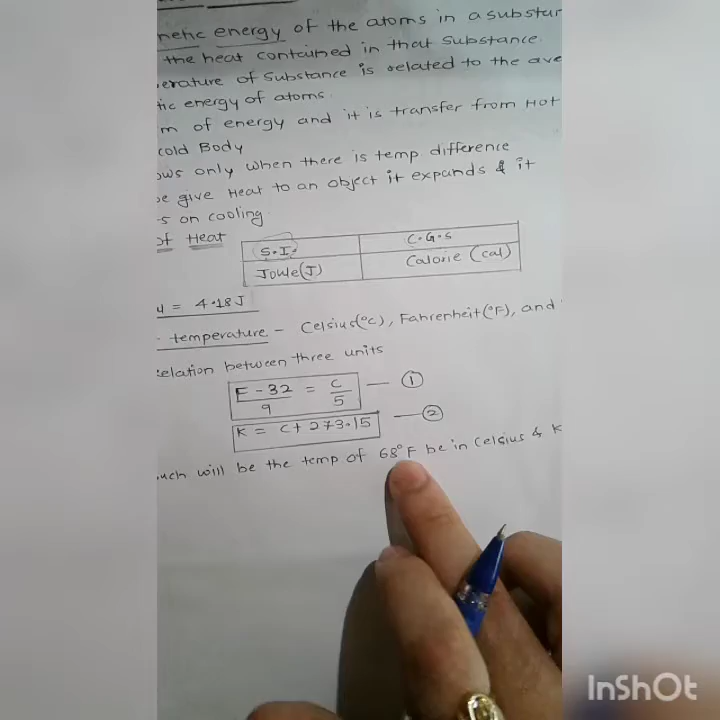 netic energy of the atoms in a substan
the heat contained in that substance.
erature of substance is related to the ave
tic energy of atoms.
m of energy and it is transfer from Hot
cold Body
ows only when there is temp difference
we give Heat to an object it expands & it
s on cooling
of Heat
S.I. C.G.S
Joule(J) Calorie (cal)
= 4.18J
temperature - Celsius(°C), Fahrenheit(°F), and
relation between three units
F - 32 / 9 = C / 5 — ①
K = C + 273.15 — ②
uch will be the temp of 68°F be in Celsius & K
InShOt